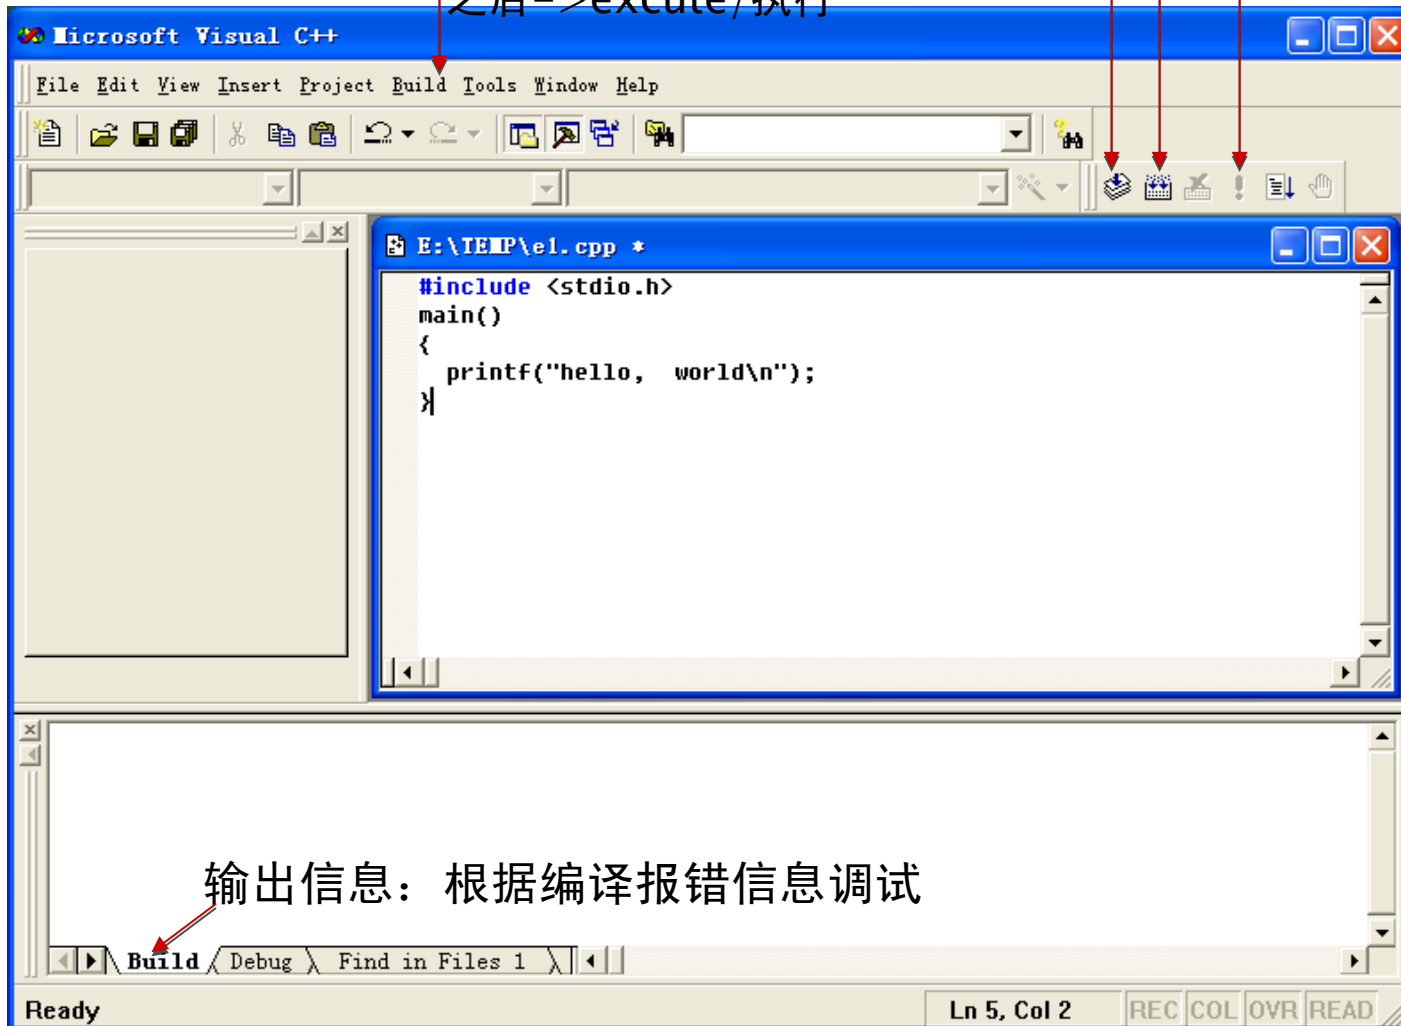 之后=>excute/执行
Microsoft Visual C++
File Edit View Insert Project Build Tools Window Help
E:\TEMP\e1.cpp *
#include <stdio.h>
main()
{
printf("hello,  world\n");
}
输出信息：根据编译报错信息调试
Build Debug Find in Files 1
Ready Ln 5, Col 2 REC COL OVR READ